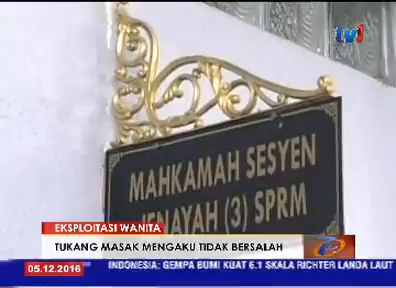 tv1
MAHKAMAH SESYEN
JENAYAH (3) SPRM
EKSPLOITASI WANITA
TUKANG MASAK MENGAKU TIDAK BERSALAH
05.12.2016 INDONESIA: GEMPA BUMI KUAT 6.1 SKALA RICHTER LANDA LAUT